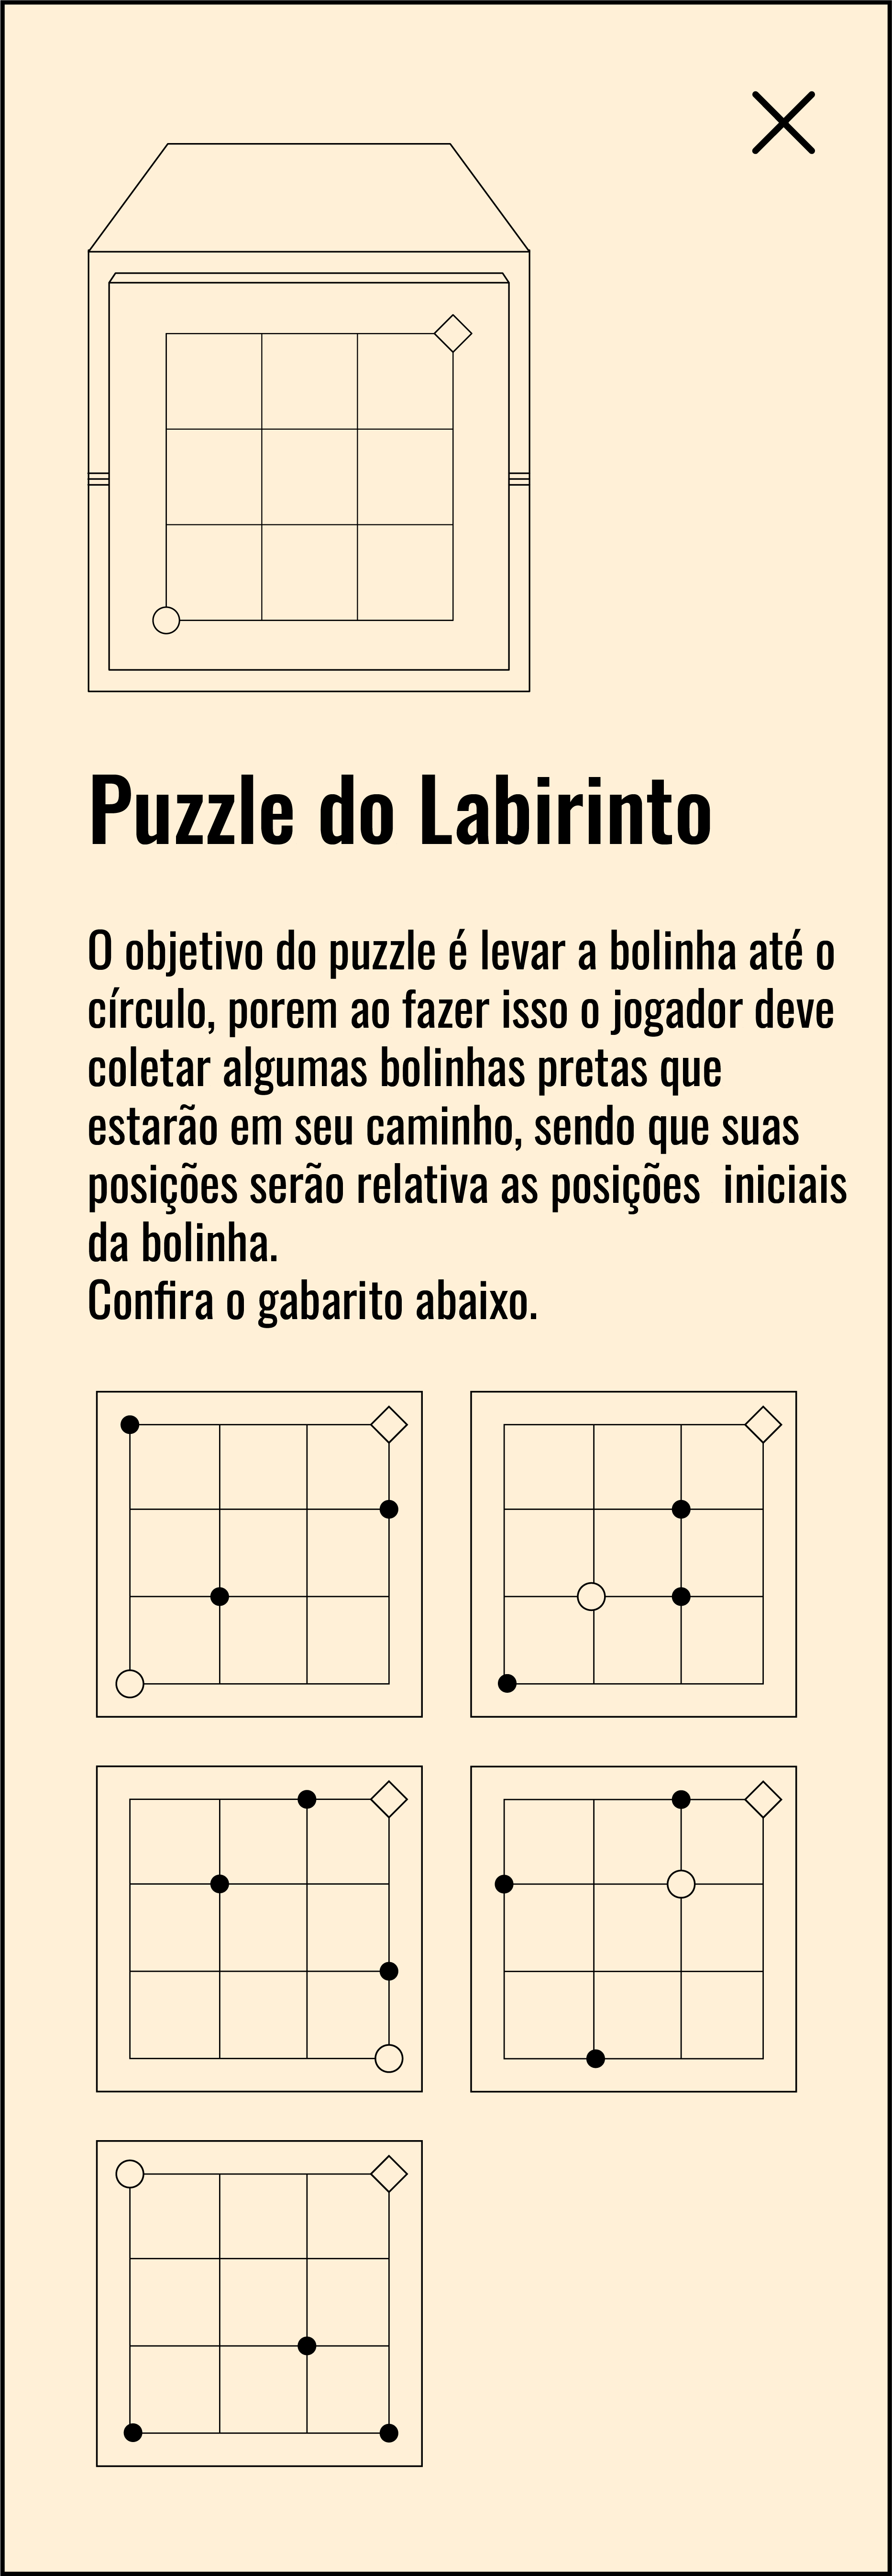 Puzzle do Labirinto
O objetivo do puzzle é levar a bolinha até o
círculo, porem ao fazer isso o jogador deve
coletar algumas bolinhas pretas que
estarão em seu caminho, sendo que suas
posições serão relativa as posições  iniciais
da bolinha.
Confira o gabarito abaixo.